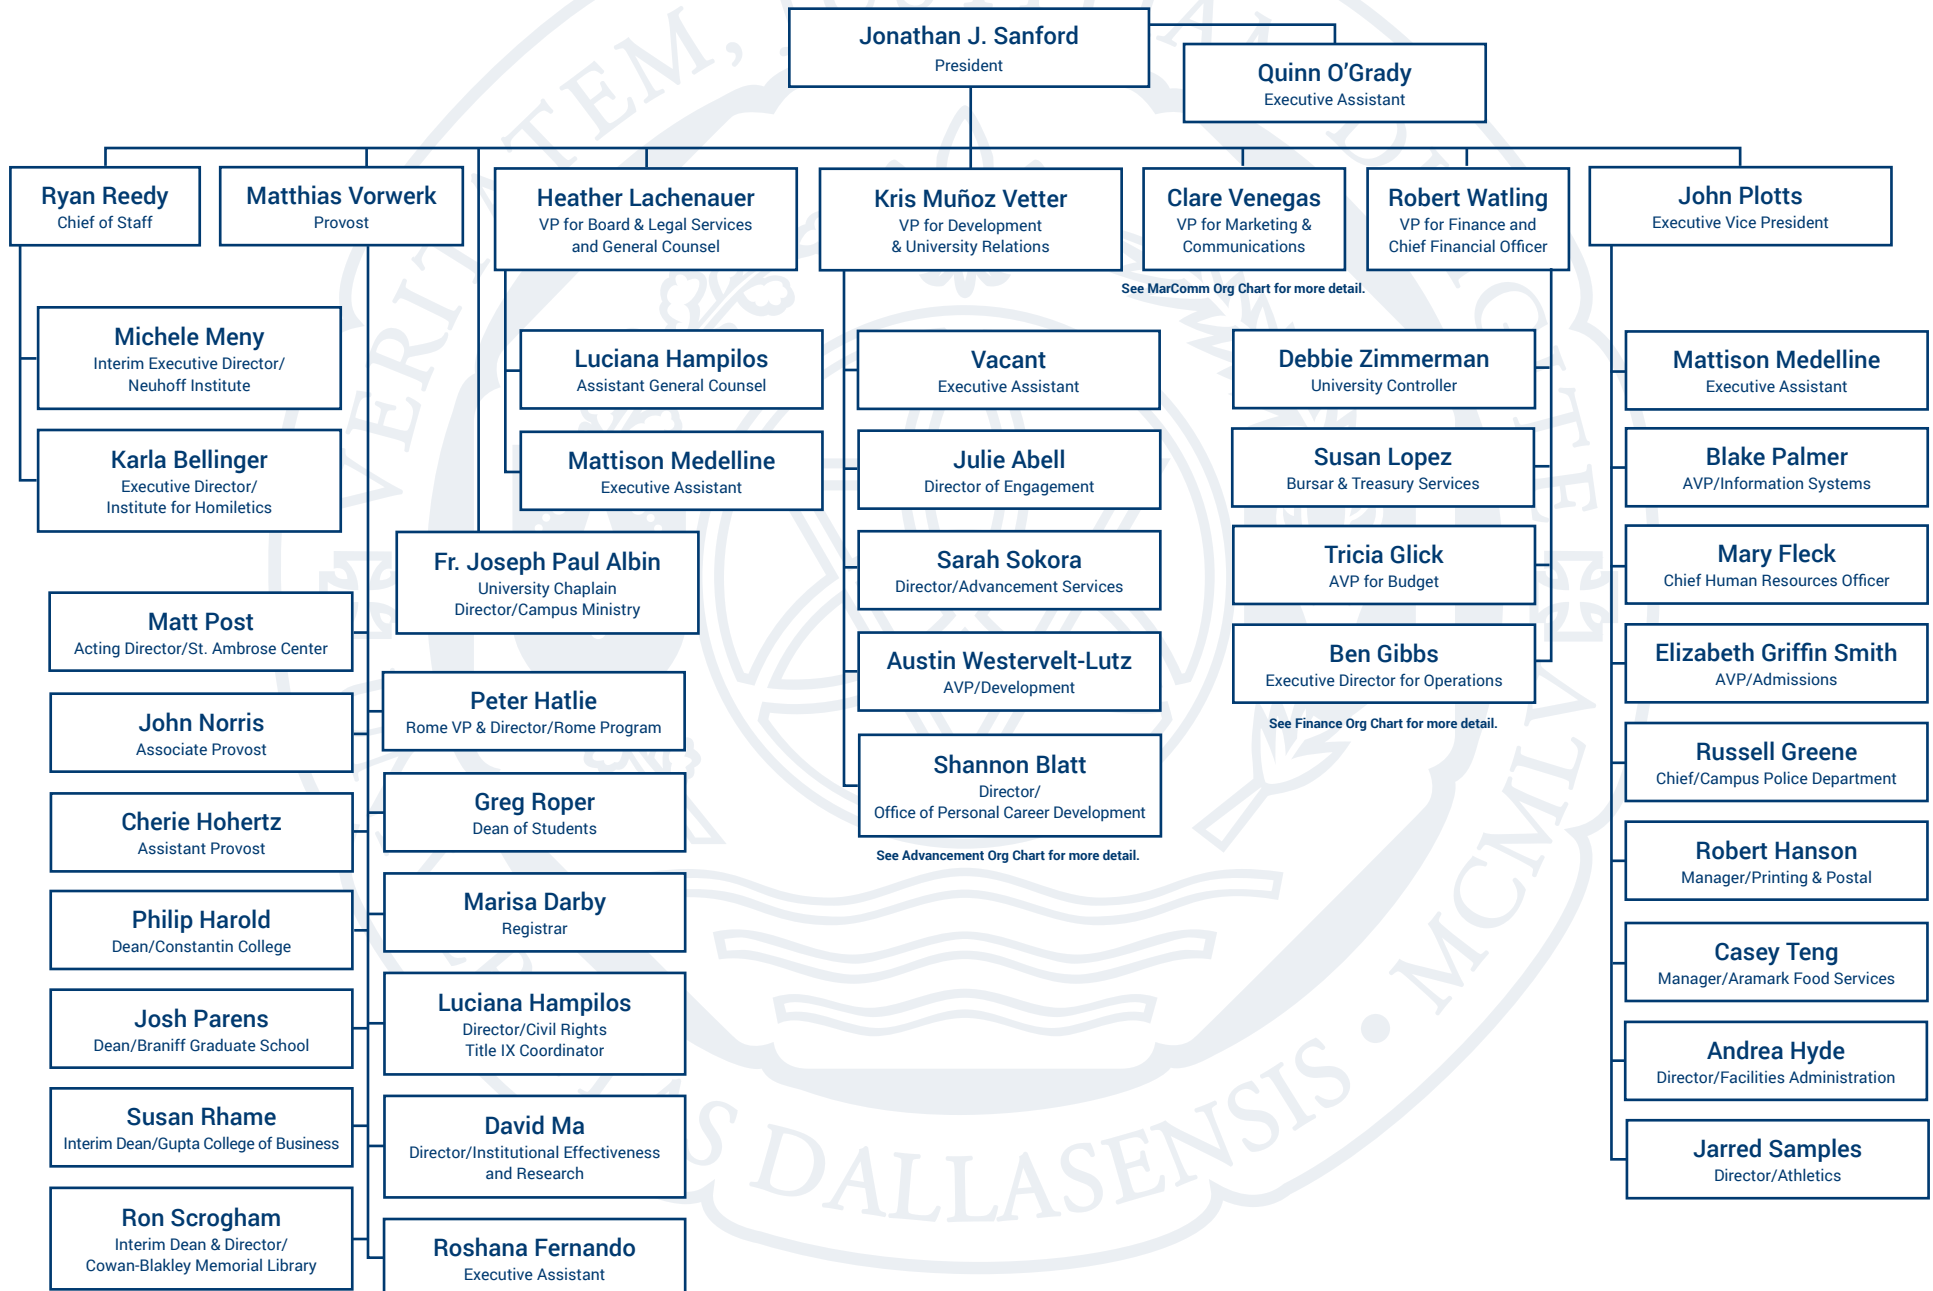 Jonathan J. Sanford
President
Quinn O'Grady
Executive Assistant
Ryan Reedy
Chief of Staff
Matthias Vorwerk
Provost
Heather Lachenauer
VP for Board & Legal Services
and General Counsel
Kris Muñoz Vetter
VP for Development
& University Relations
Clare Venegas
VP for Marketing &
Communications
Robert Watling
VP for Finance and
Chief Financial Officer
John Plotts
Executive Vice President
See MarComm Org Chart for more detail.
Michele Meny
Interim Executive Director/
Neuhoff Institute
Karla Bellinger
Executive Director/
Institute for Homiletics
Matt Post
Acting Director/St. Ambrose Center
John Norris
Associate Provost
Cherie Hohertz
Assistant Provost
Philip Harold
Dean/Constantin College
Josh Parens
Dean/Braniff Graduate School
Susan Rhame
Interim Dean/Gupta College of Business
Ron Scrogham
Interim Dean & Director/
Cowan-Blakley Memorial Library
Fr. Joseph Paul Albin
University Chaplain
Director/Campus Ministry
Peter Hatlie
Rome VP & Director/Rome Program
Greg Roper
Dean of Students
Marisa Darby
Registrar
Luciana Hampilos
Director/Civil Rights
Title IX Coordinator
David Ma
Director/Institutional Effectiveness
and Research
Roshana Fernando
Executive Assistant
Luciana Hampilos
Assistant General Counsel
Mattison Medelline
Executive Assistant
Vacant
Executive Assistant
Julie Abell
Director of Engagement
Sarah Sokora
Director/Advancement Services
Austin Westervelt-Lutz
AVP/Development
Shannon Blatt
Director/
Office of Personal Career Development
See Advancement Org Chart for more detail.
Debbie Zimmerman
University Controller
Susan Lopez
Bursar & Treasury Services
Tricia Glick
AVP for Budget
Ben Gibbs
Executive Director for Operations
See Finance Org Chart for more detail.
Mattison Medelline
Executive Assistant
Blake Palmer
AVP/Information Systems
Mary Fleck
Chief Human Resources Officer
Elizabeth Griffin Smith
AVP/Admissions
Russell Greene
Chief/Campus Police Department
Robert Hanson
Manager/Printing & Postal
Casey Teng
Manager/Aramark Food Services
Andrea Hyde
Director/Facilities Administration
Jarred Samples
Director/Athletics
DALLASENSIS • MCMLV